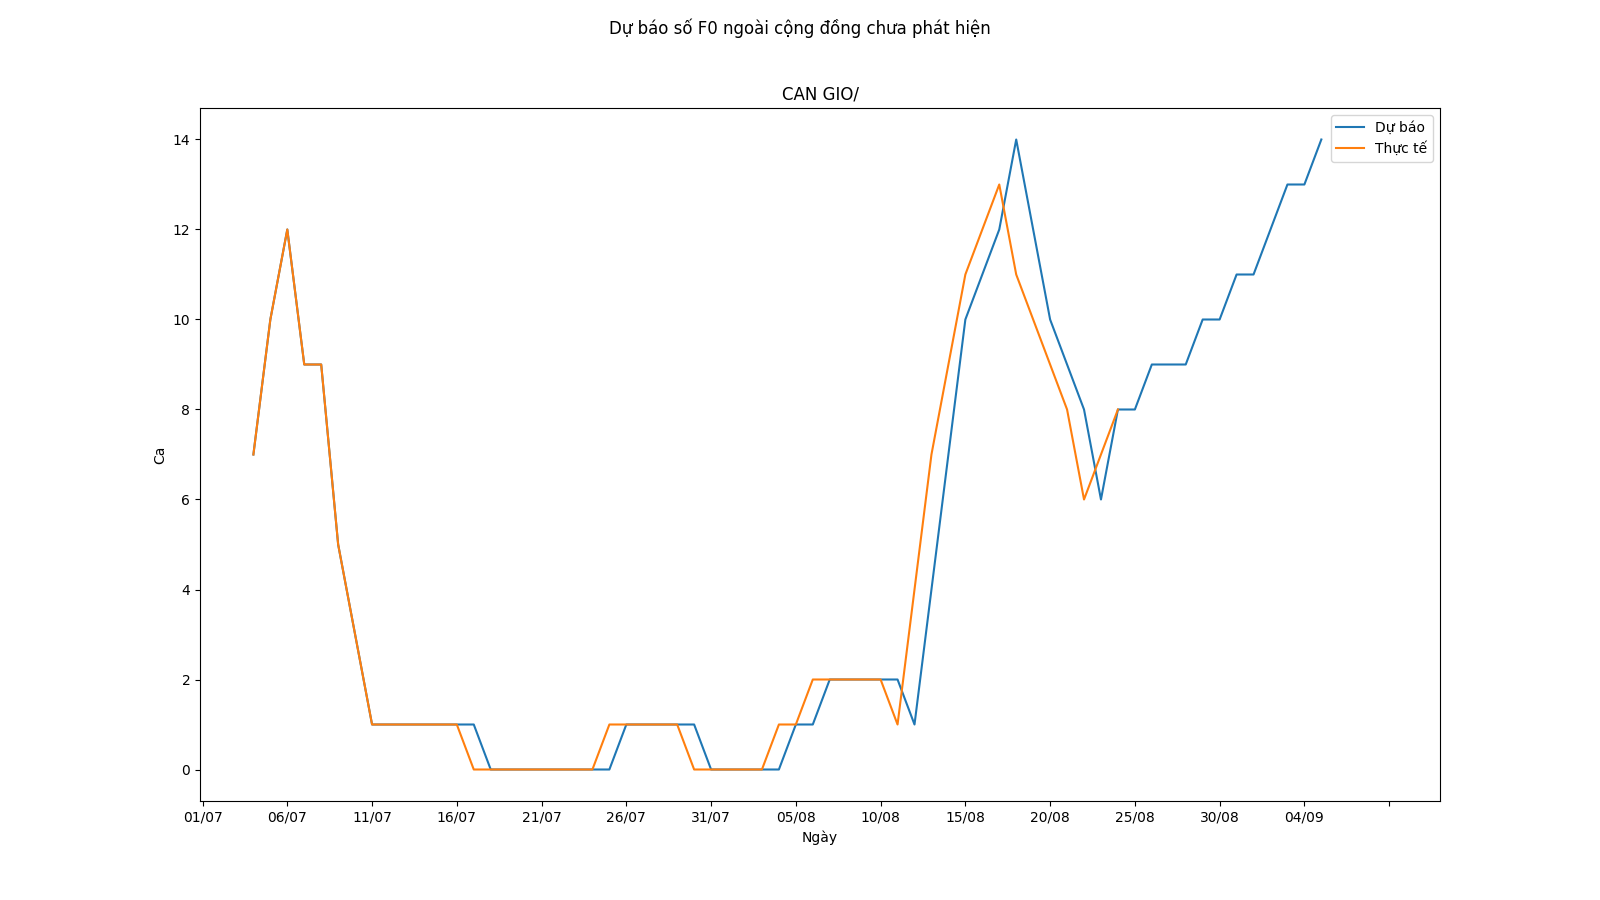 Dự báo số F0 ngoài cộng đồng chưa phát hiện
CAN GIO/
Dự báo
Thực tế
14
12
10
8
6
4
2
0
Ca
01/07 06/07 11/07 16/07 21/07 26/07 31/07 05/08 10/08 15/08 20/08 25/08 30/08 04/09
Ngày